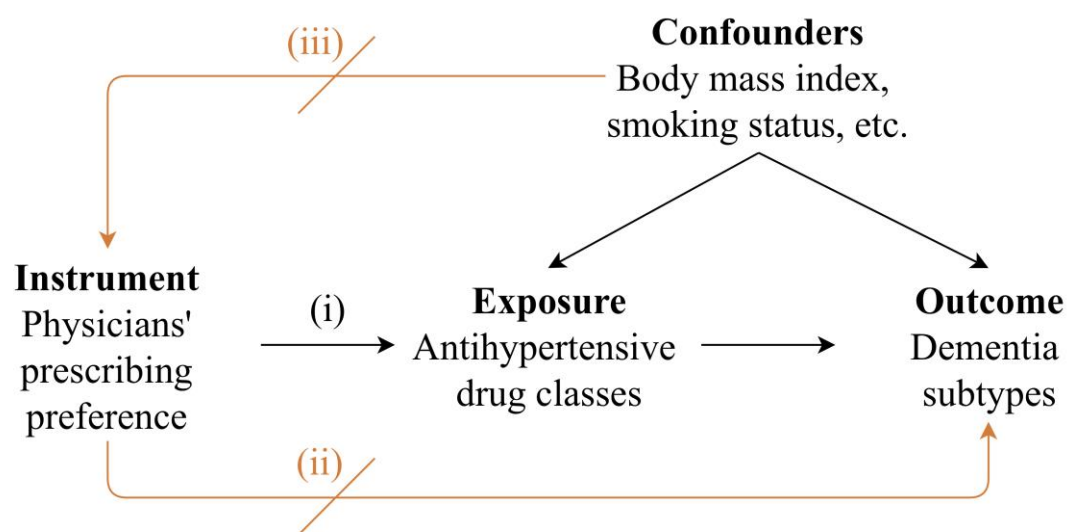 (iii)
Confounders
Body mass index,
smoking status, etc.
Instrument
Physicians'
prescribing
preference
(i)
Exposure
Antihypertensive
drug classes
Outcome
Dementia
subtypes
(ii)